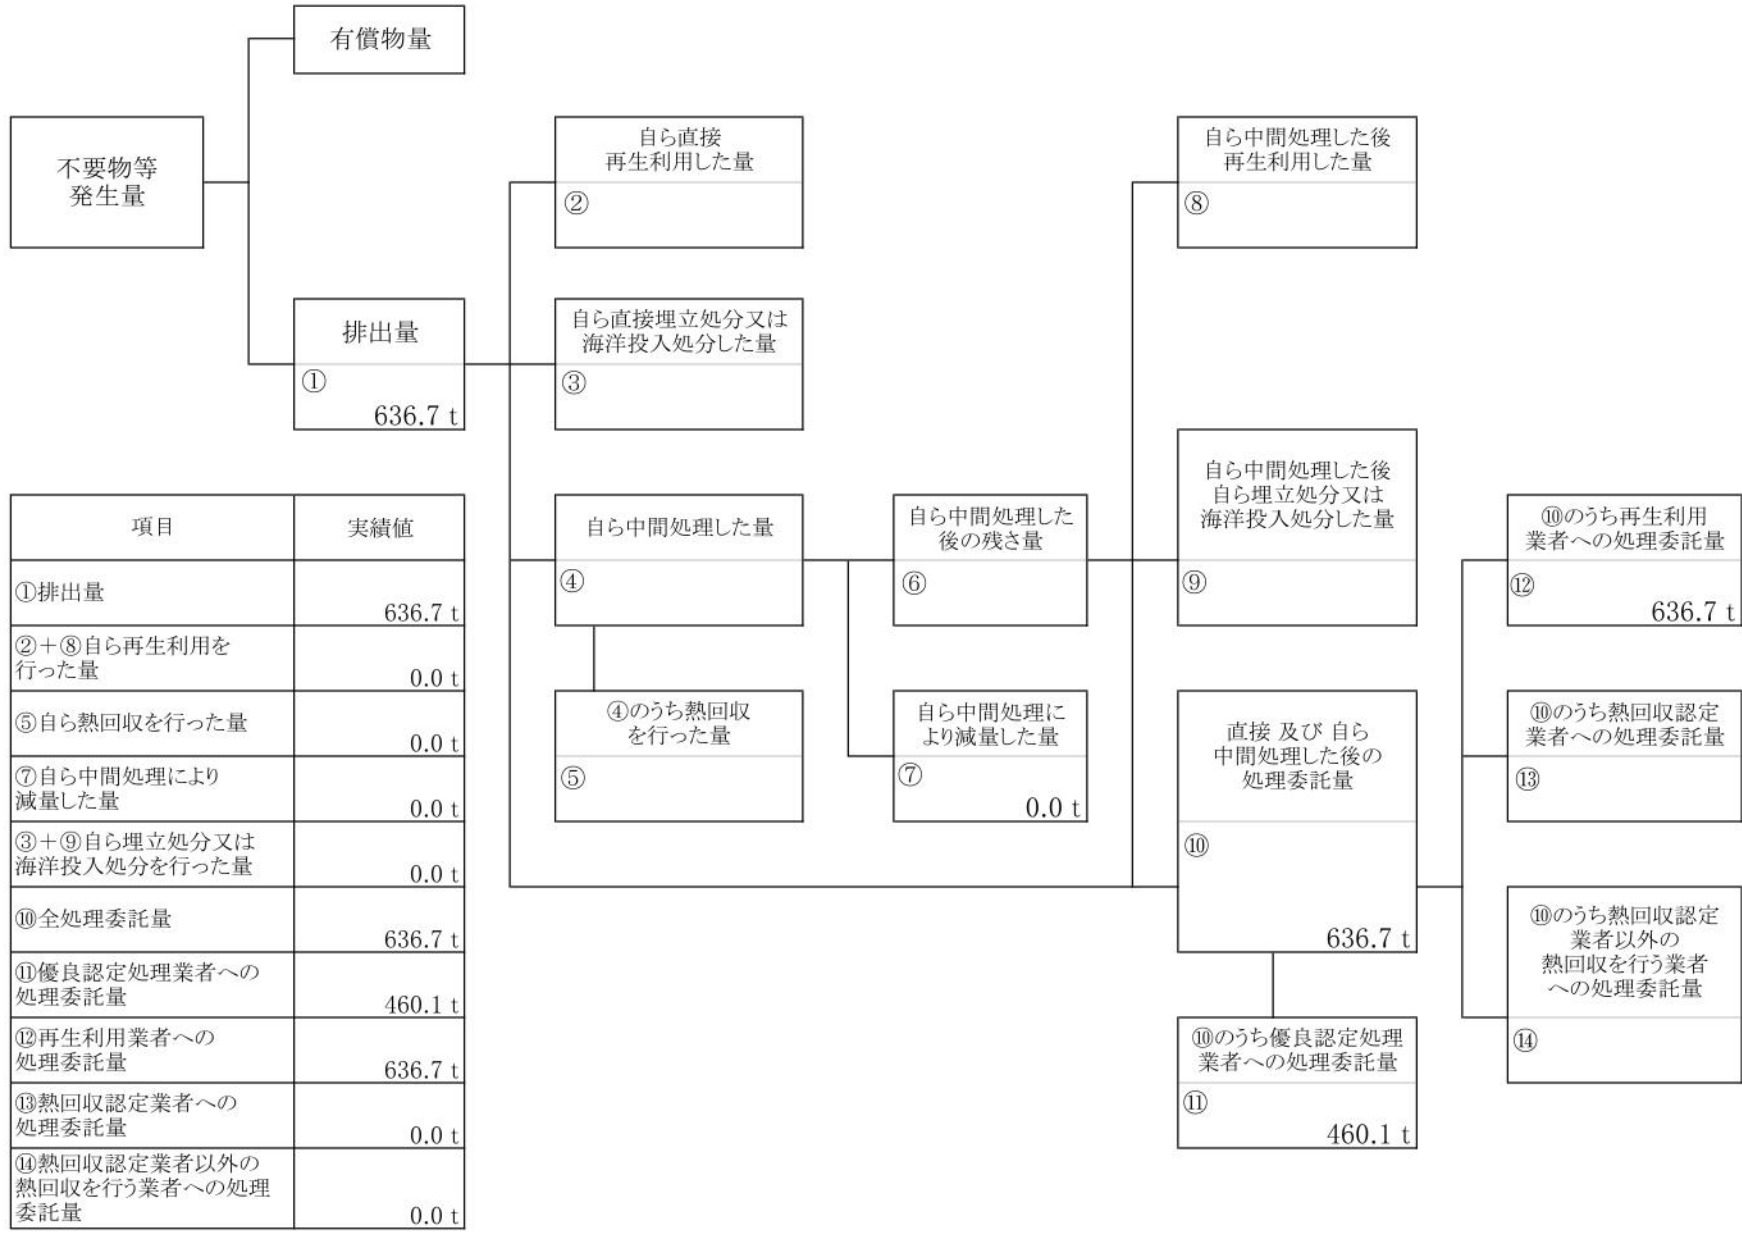 有償物量
不要物等
発生量
排出量
①
636.7 t
自ら直接
再生利用した量
②
自ら直接埋立処分又は
海洋投入処分した量
③
自ら中間処理した量
④
④のうち熱回収
を行った量
⑤
自ら中間処理した
後の残さ量
⑥
自ら中間処理に
より減量した量
⑦
0.0 t
自ら中間処理した後
再生利用した量
⑧
自ら中間処理した後
自ら埋立処分又は
海洋投入処分した量
⑨
直接 及び 自ら
中間処理した後の
処理委託量
⑩
636.7 t
⑩のうち優良認定処理
業者への処理委託量
⑪
460.1 t
⑩のうち再生利用
業者への処理委託量
⑫
636.7 t
⑩のうち熱回収認定
業者への処理委託量
⑬
⑩のうち熱回収認定
業者以外の
熱回収を行う業者
への処理委託量
⑭
項目 実績値
①排出量
636.7 t
②+⑧自ら再生利用を
行った量
0.0 t
⑤自ら熱回収を行った量
0.0 t
⑦自ら中間処理により
減量した量
0.0 t
③+⑨自ら埋立処分又は
海洋投入処分を行った量
0.0 t
⑩全処理委託量
636.7 t
⑪優良認定処理業者への
処理委託量
460.1 t
⑫再生利用業者への
処理委託量
636.7 t
⑬熱回収認定業者への
処理委託量
0.0 t
⑭熱回収認定業者以外の
熱回収を行う業者への処理
委託量
0.0 t